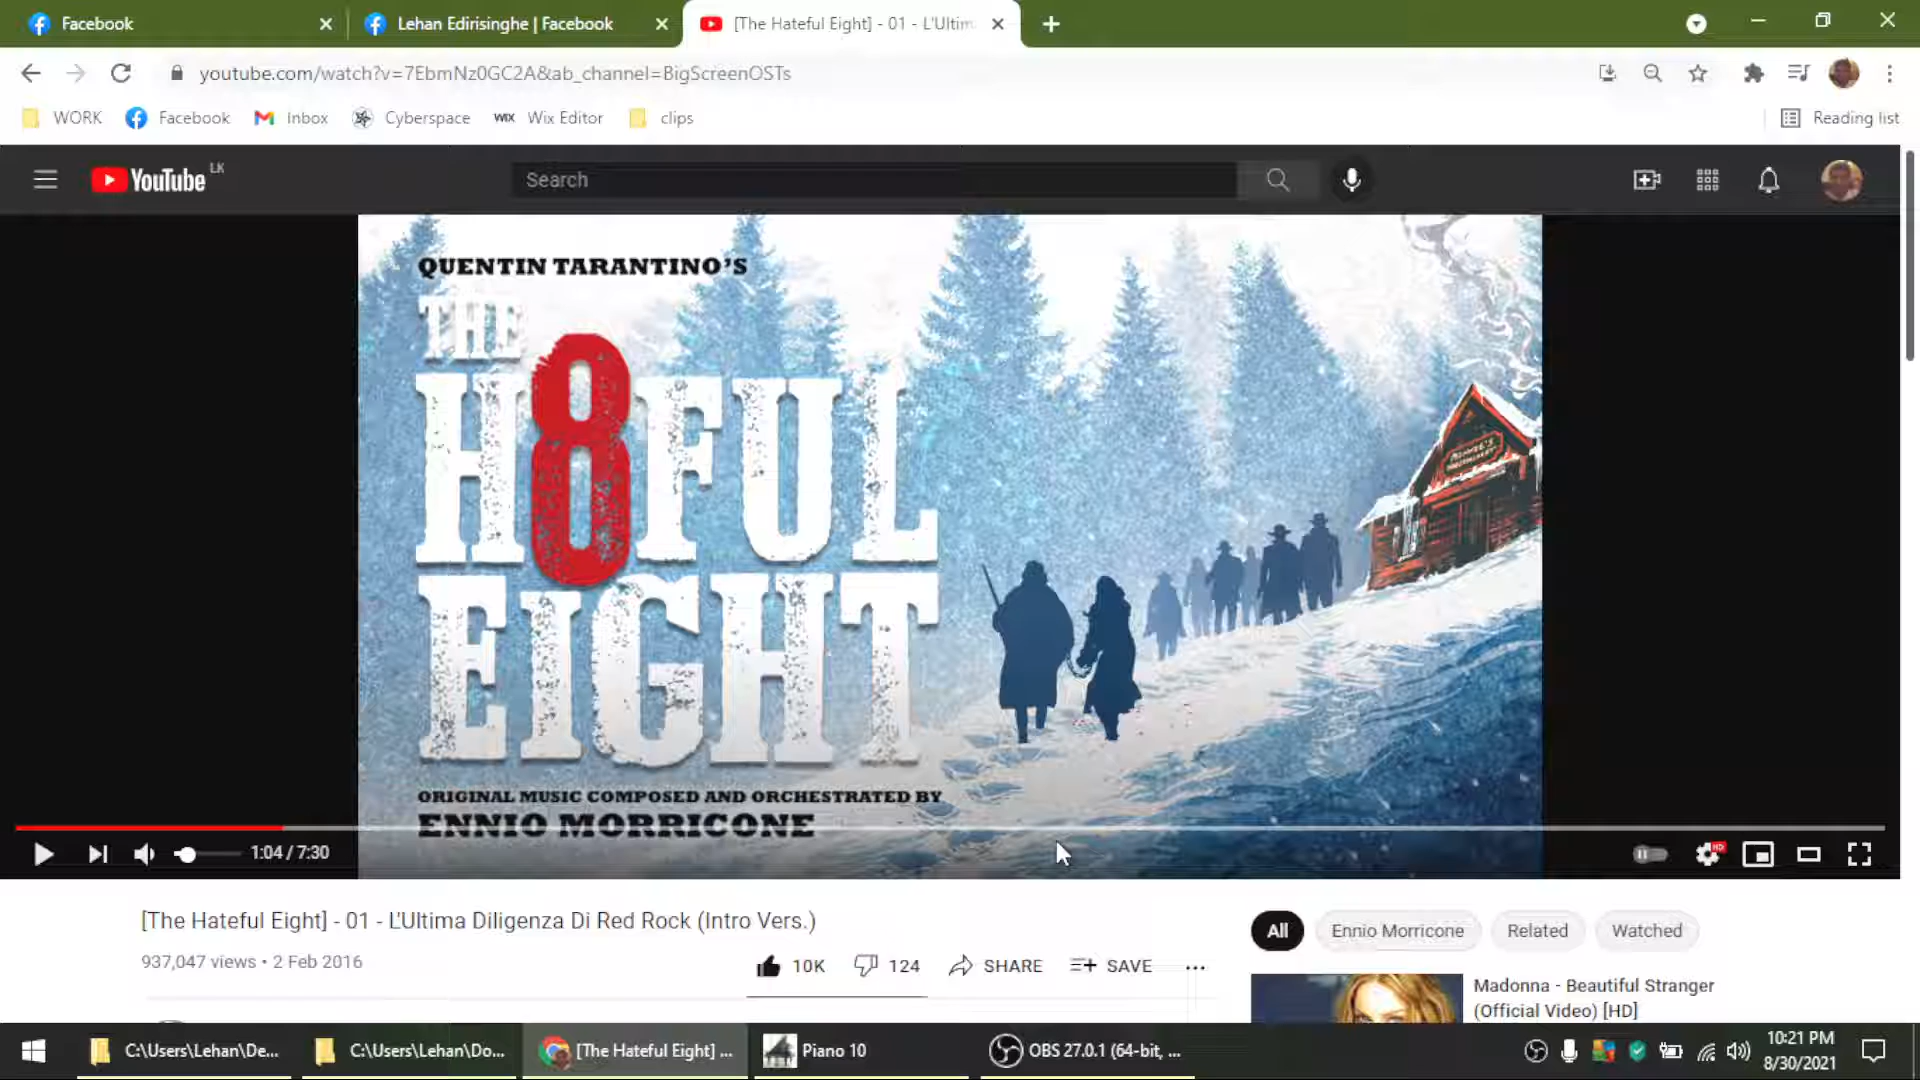 Facebook
Lehan Edirisinghe | Facebook
[The Hateful Eight] - 01 - L'Ultim
youtube.com/watch?v=7EbmNz0GC2A&ab_channel=BigScreenOSTs
WORK
Facebook
Inbox
Cyberspace
WIX Wix Editor
clips
Reading list
YouTube LK
Search
QUENTIN TARANTINO'S
THE
H8FUL
EIGHT
ORIGINAL MUSIC COMPOSED AND ORCHESTRATED BY
ENNIO MORRICONE
1:04 / 7:30
HD
[The Hateful Eight] - 01 - L'Ultima Diligenza Di Red Rock (Intro Vers.)
937,047 views • 2 Feb 2016
10K
124
SHARE
SAVE
All
Ennio Morricone
Related
Watched
Madonna - Beautiful Stranger
(Official Video) [HD]
C:\Users\Lehan\De...
C:\Users\Lehan\Do...
[The Hateful Eight] ...
Piano 10
OBS 27.0.1 (64-bit, ...
10:21 PM
8/30/2021